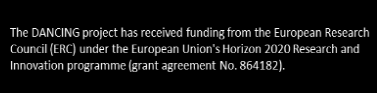 The DANCING project has received funding from the European Research
Council (ERC) under the European Union's Horizon 2020 Research and
Innovation programme (grant agreement No. 864182).